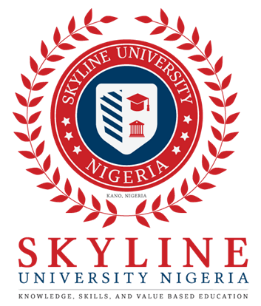 SKYLINE UNIVERSITY
NIGERIA
KANO, NIGERIA
SKYLINE
UNIVERSITY NIGERIA
KNOWLEDGE, SKILLS, AND VALUE BASED EDUCATION